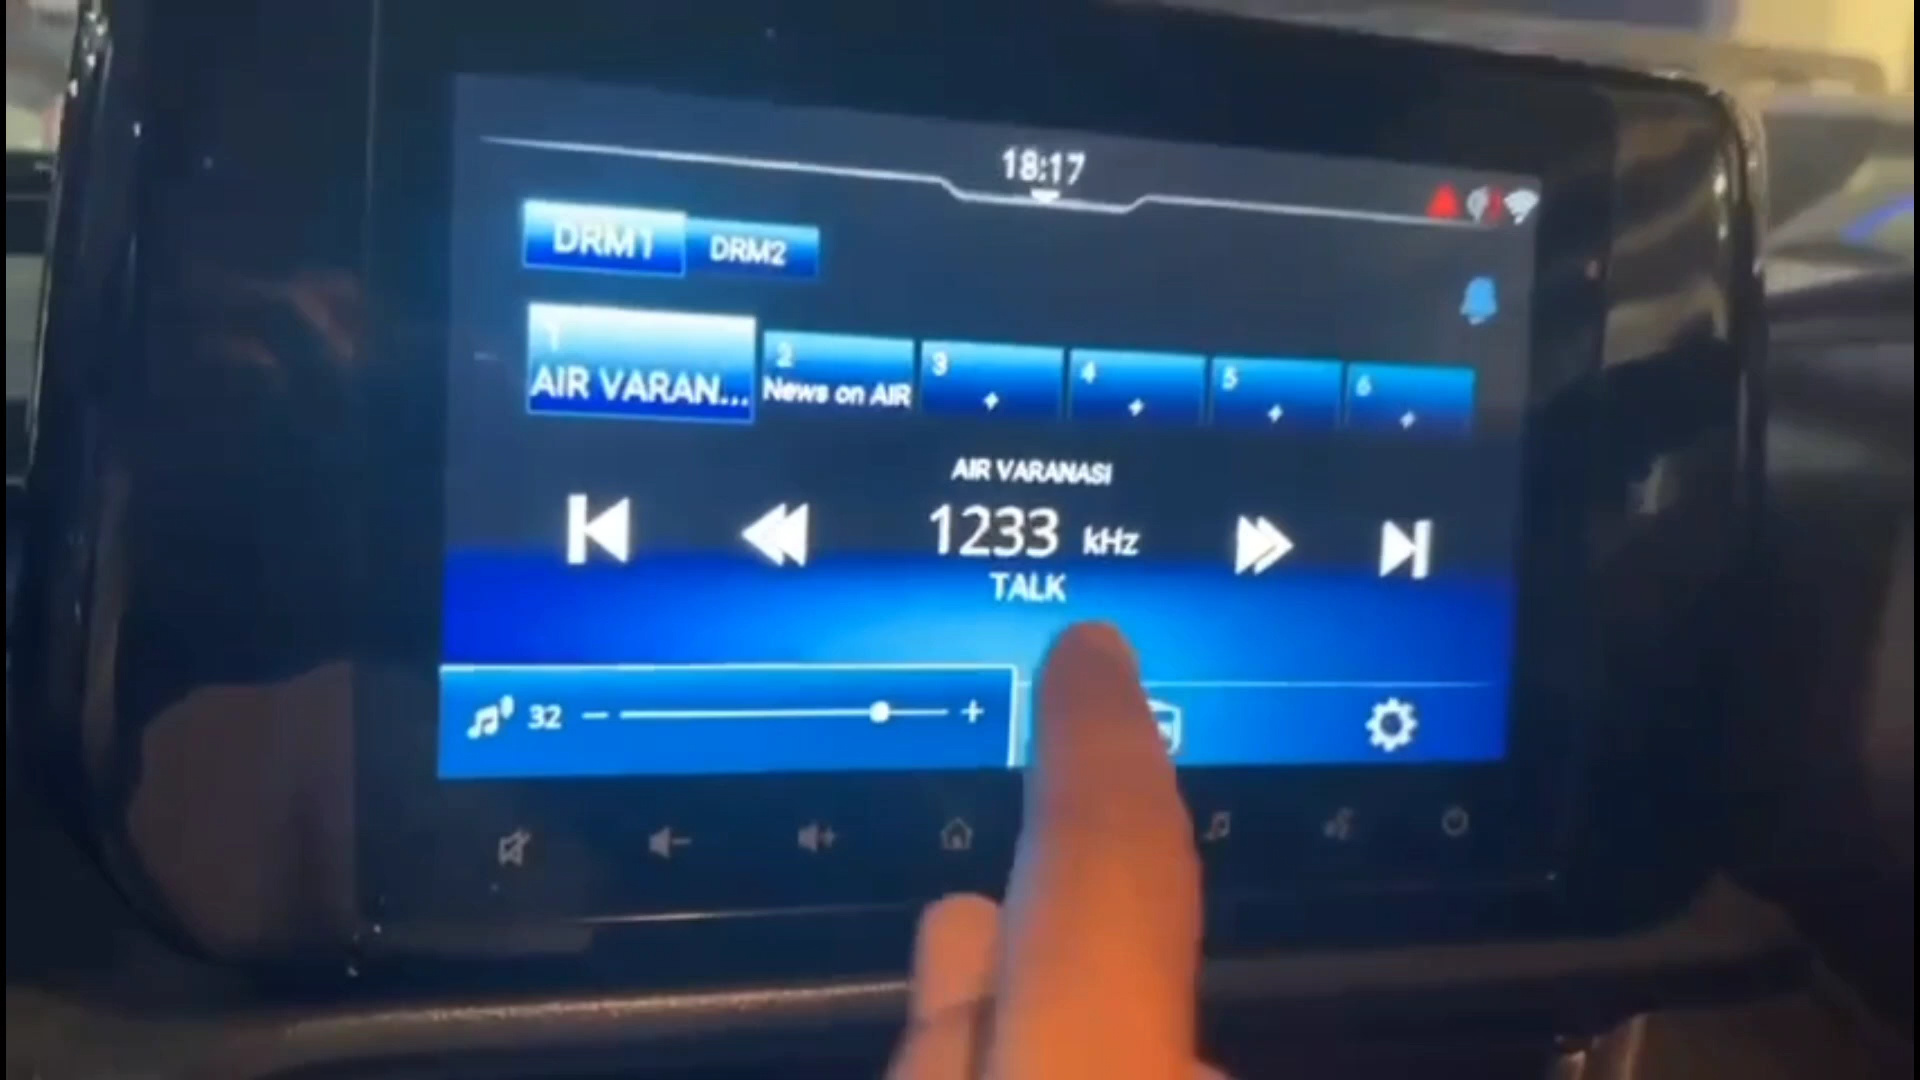 18:17
DRM1 DRM2
1 2 3 4 5 6
AIR VARAN... News on AIR + + + +
AIR VARANASI
1233 kHz
TALK
32 − +